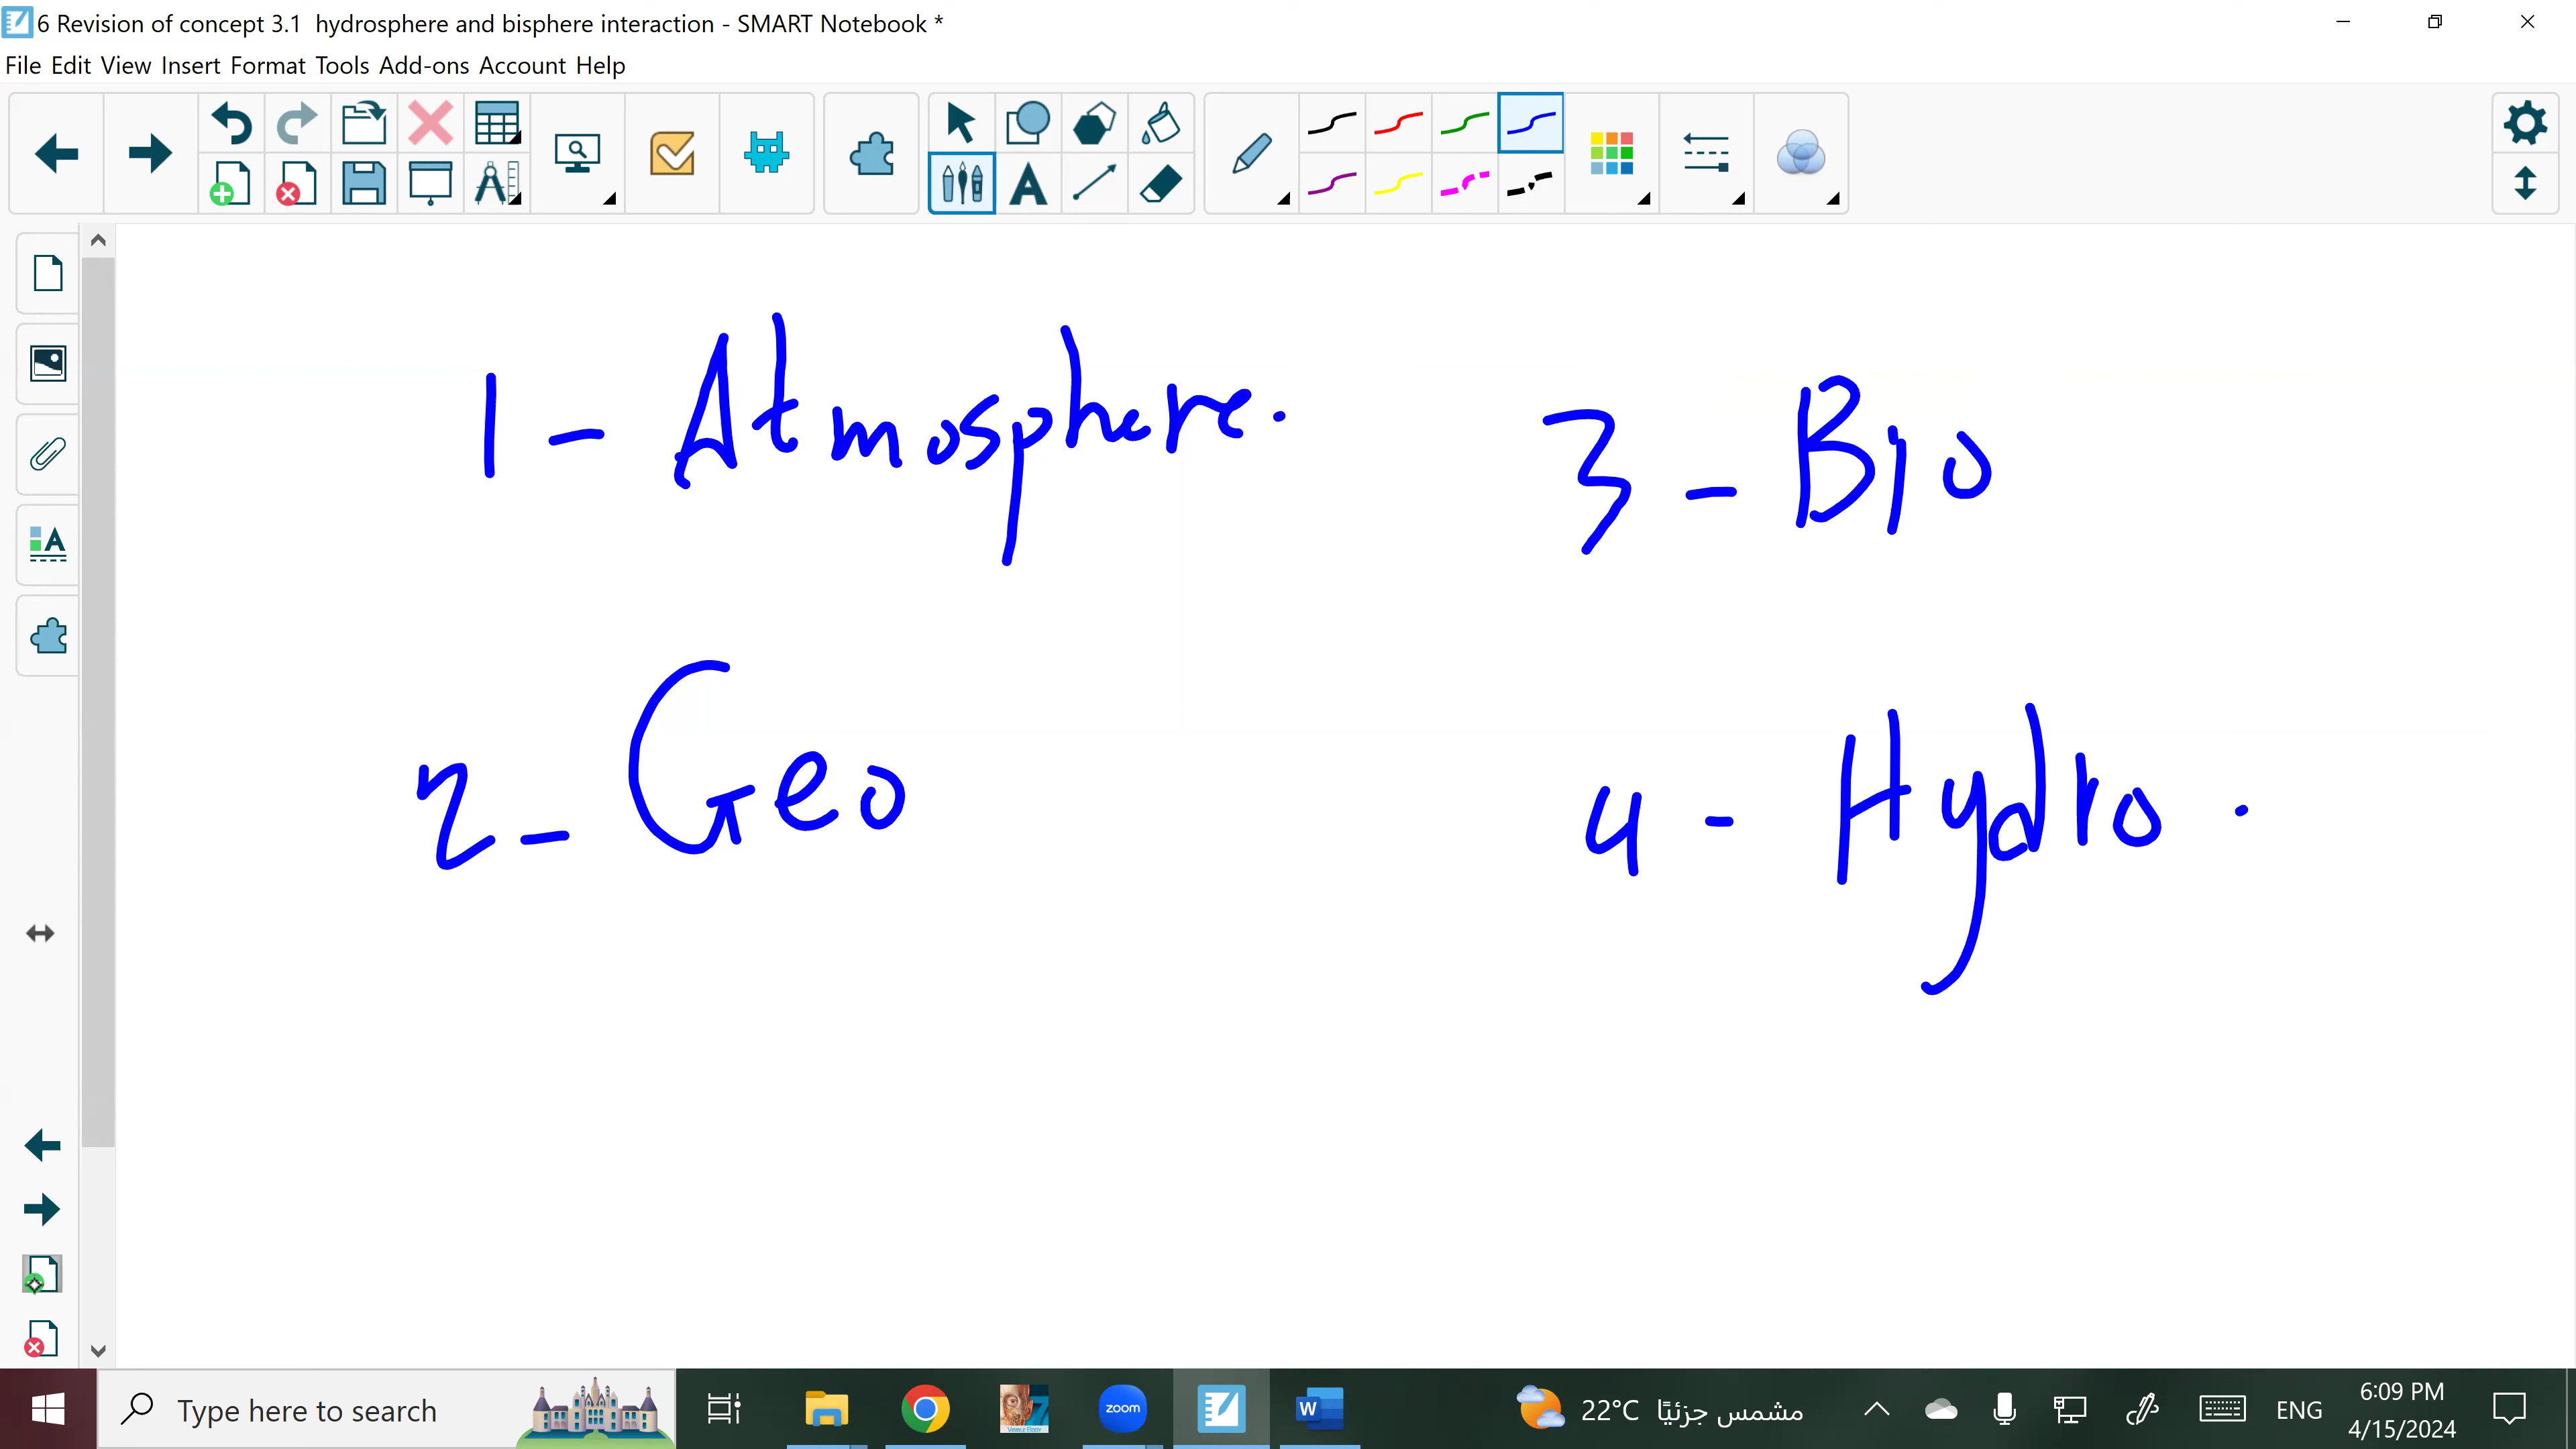 6 Revision of concept 3.1 hydrosphere and bisphere interaction - SMART Notebook *
File Edit View Insert Format Tools Add-ons Account Help
1 - Atmosphere.
3 - Bio
2 - Geo
4 - Hydro .
Type here to search
zoom
W
22°C مشمس جزئيًا
ENG
6:09 PM
4/15/2024